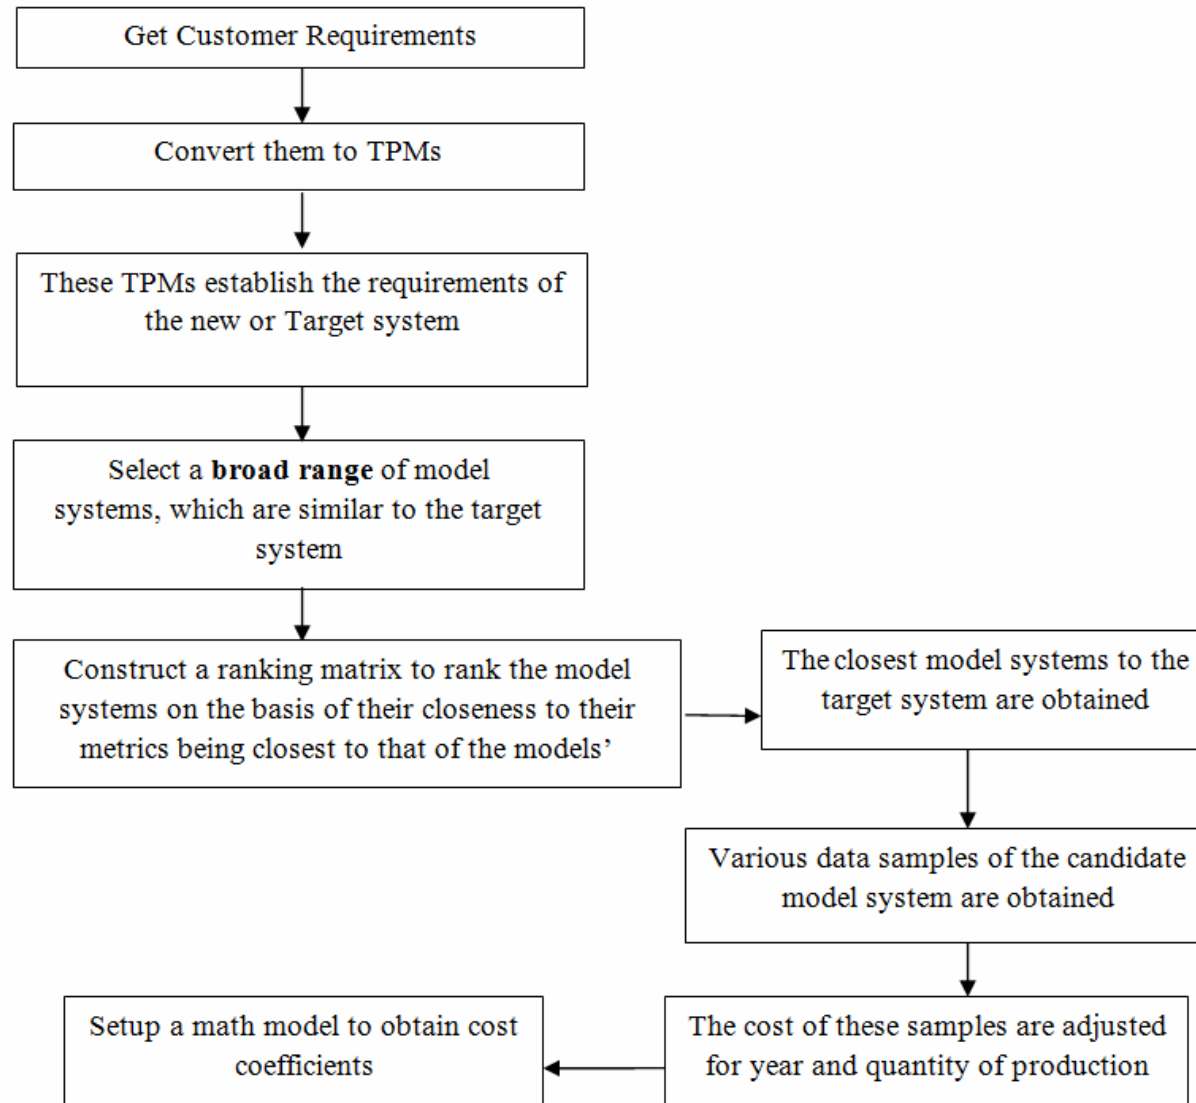 Get Customer Requirements
Convert them to TPMs
These TPMs establish the requirements of
the new or Target system
Select a broad range of model
systems, which are similar to the target
system
Construct a ranking matrix to rank the model
systems on the basis of their closeness to their
metrics being closest to that of the models’
The closest model systems to the
target system are obtained
Various data samples of the candidate
model system are obtained
The cost of these samples are adjusted
for year and quantity of production
Setup a math model to obtain cost
coefficients